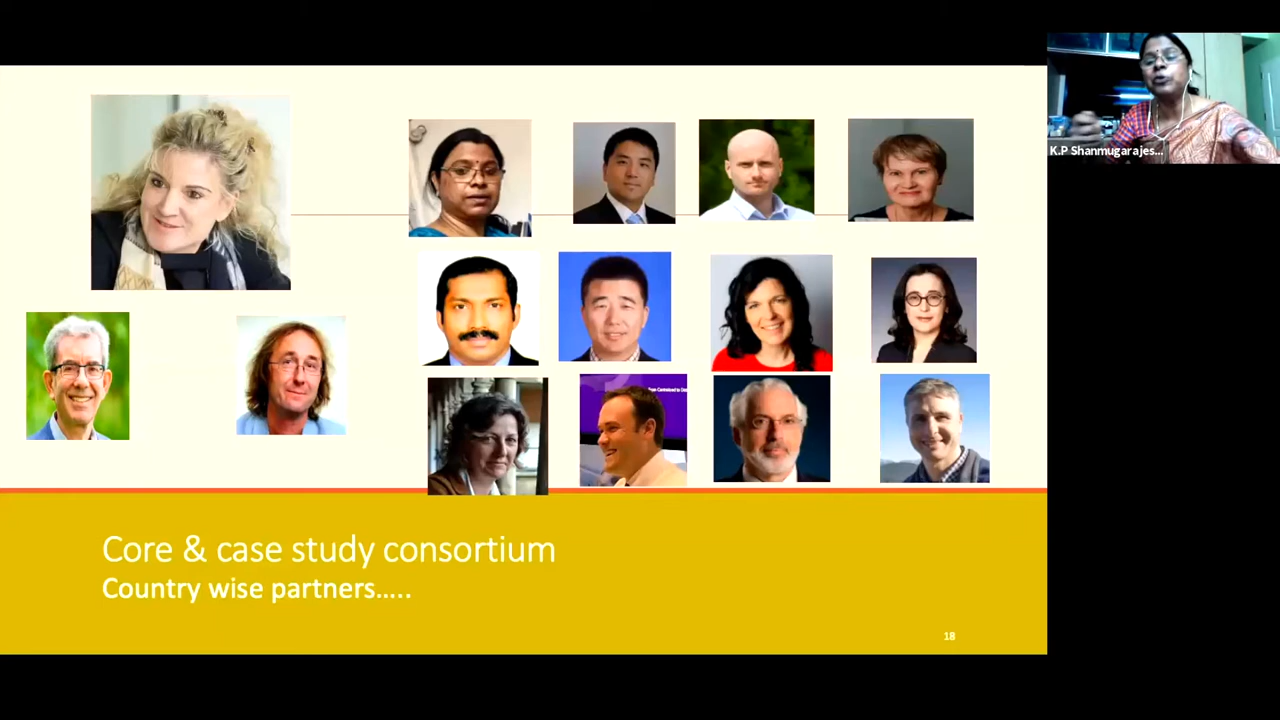 K.P Shanmugarajes...
Core & case study consortium
Country wise partners…..
18